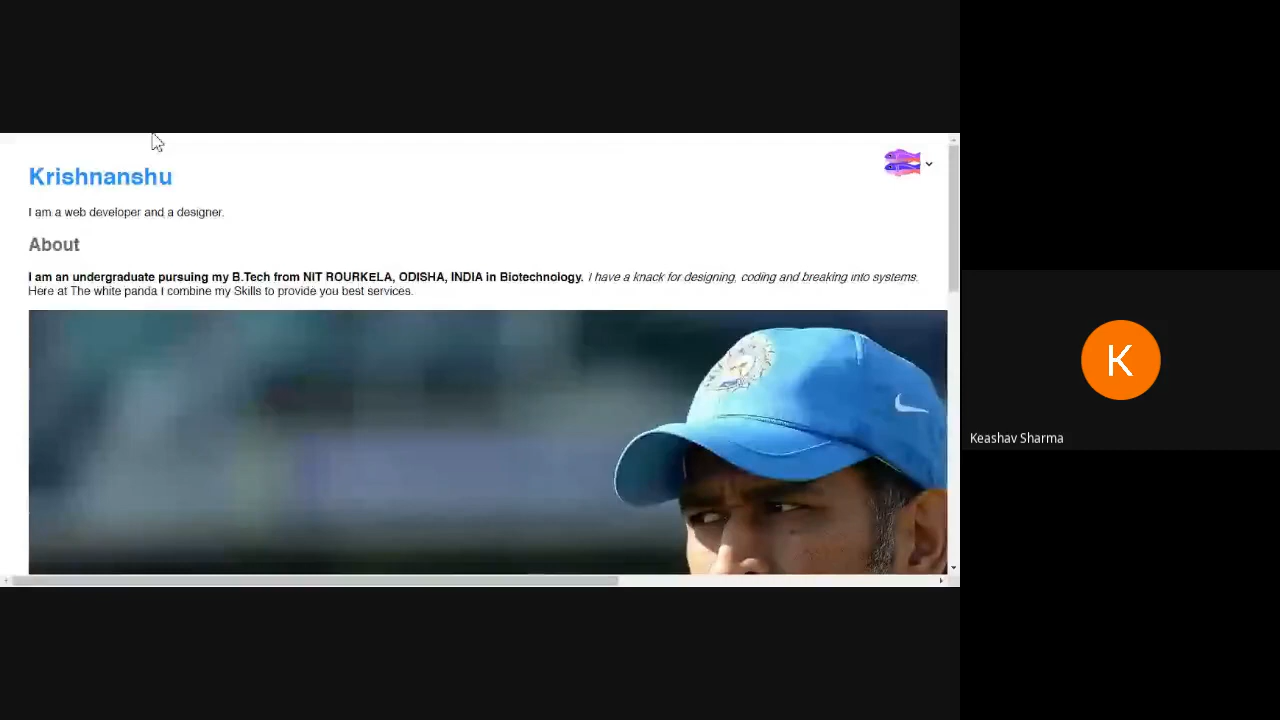 Krishnanshu
I am a web developer and a designer.
About
I am an undergraduate pursuing my B.Tech from NIT ROURKELA, ODISHA, INDIA in Biotechnology. I have a knack for designing, coding and breaking into systems.
Here at The white panda I combine my Skills to provide you best services.
K
Keashav Sharma